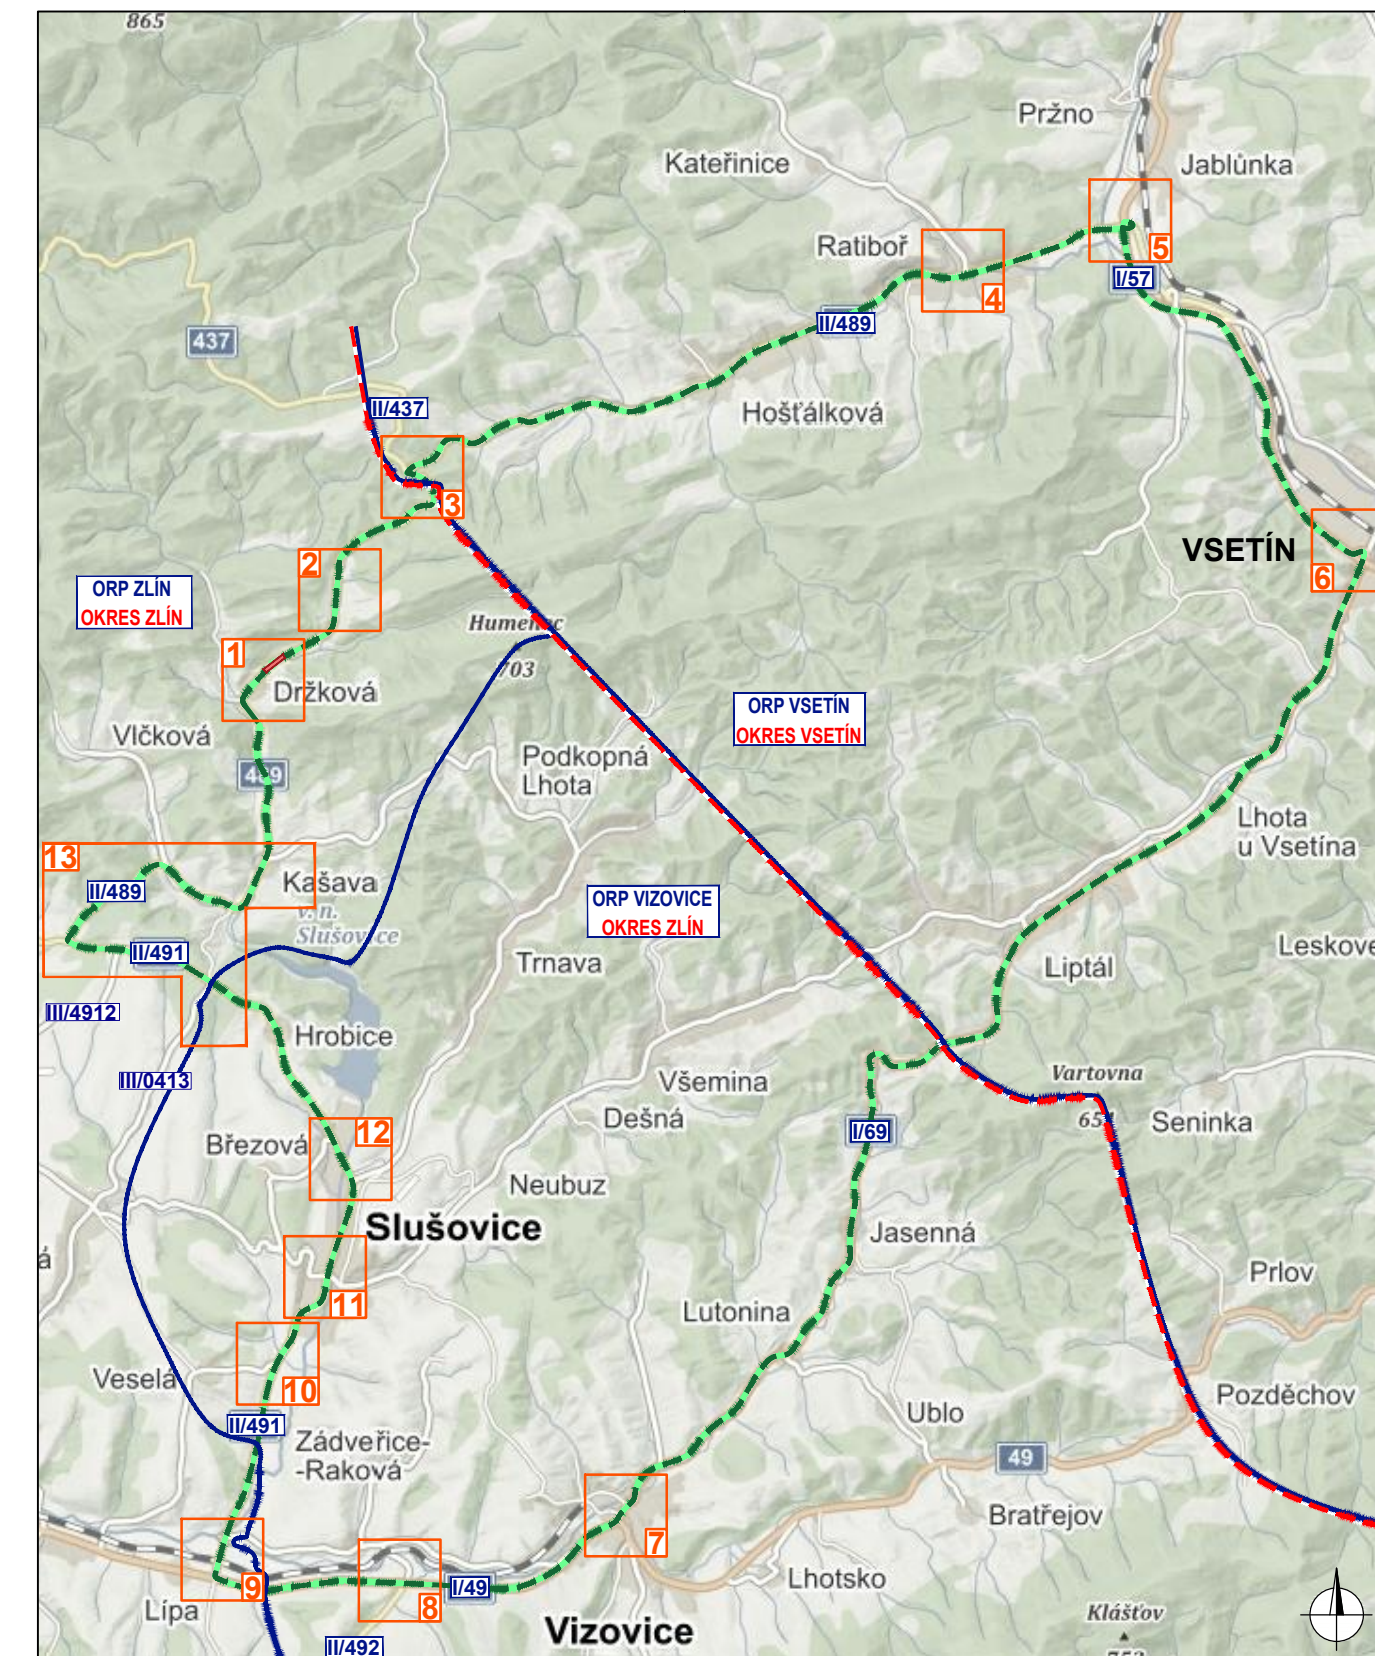 865
Pržno
Kateřinice
Jablůnka
Ratiboř
5
4
I/57
437
II/489
II/437
Hošťálková
3
VSETÍN
2
6
ORP ZLÍN
OKRES ZLÍN
Humenec
703
1
Držková
ORP VSETÍN
OKRES VSETÍN
Vlčková
Podkopná
Lhota
489
Lhota
u Vsetína
13
II/489
Kašava
v. n.
Slušovice
ORP VIZOVICE
OKRES ZLÍN
II/491
Trnava
Leskove
Liptál
III/4912
Hrobice
III/0413
Všemina
Vartovna
Dešná
65
Seninka
12
I/69
Březová
Neubuz
Slušovice
Jasenná
á
Prlov
11
Lutonina
Veselá
10
Pozděchov
Ublo
II/491
Zádveřice-
-Raková
49
Bratřejov
7
Lhotsko
9
I/49
8
Lípa
Klášťov
Vizovice
II/492
753